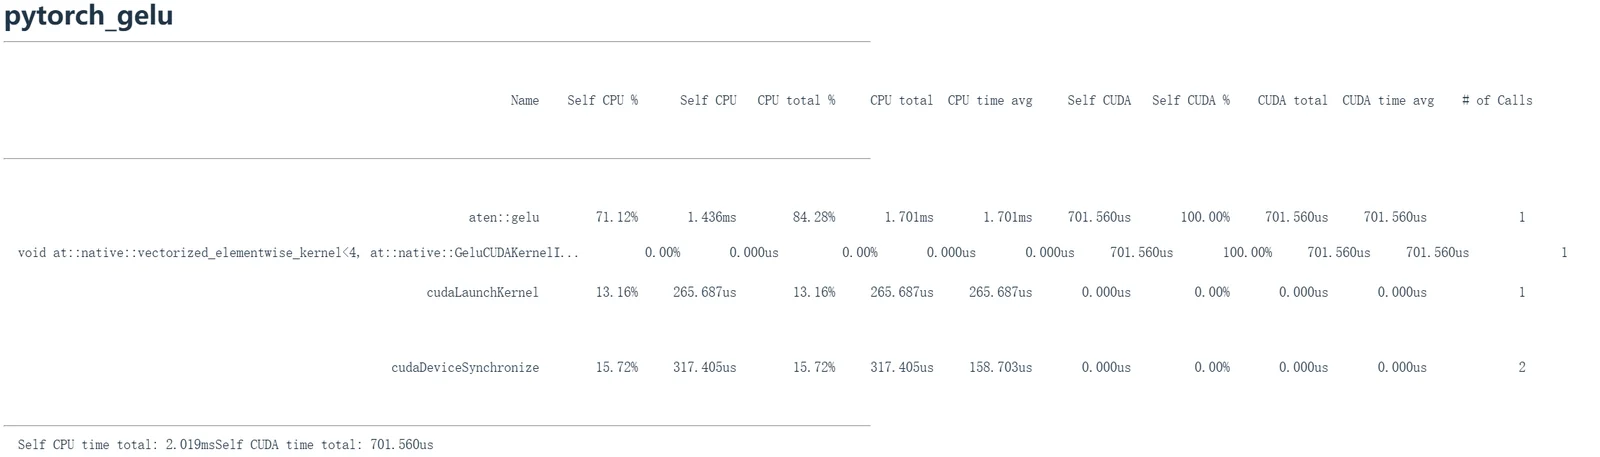 pytorch_gelu
Name Self CPU % Self CPU CPU total % CPU total CPU time avg Self CUDA Self CUDA % CUDA total CUDA time avg # of Calls
aten::gelu 71.12% 1.436ms 84.28% 1.701ms 1.701ms 701.560us 100.00% 701.560us 701.560us 1
void at::native::vectorized_elementwise_kernel<4, at::native::GeluCUDAKernelI... 0.00% 0.000us 0.00% 0.000us 0.000us 701.560us 100.00% 701.560us 701.560us 1
cudaLaunchKernel 13.16% 265.687us 13.16% 265.687us 265.687us 0.000us 0.00% 0.000us 0.000us 1
cudaDeviceSynchronize 15.72% 317.405us 15.72% 317.405us 158.703us 0.000us 0.00% 0.000us 0.000us 2
Self CPU time total: 2.019msSelf CUDA time total: 701.560us